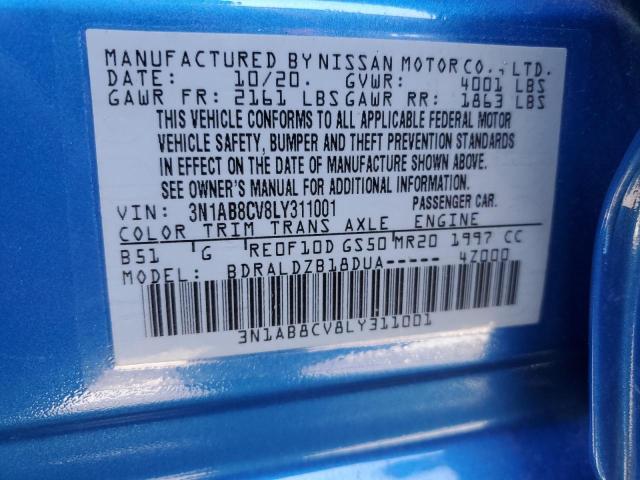 MANUFACTURED BY NISSAN MOTOR CO., LTD.
DATE: 10/20. GVWR: 4001 LBS
GAWR FR: 2161 LBS GAWR RR: 1863 LBS
THIS VEHICLE CONFORMS TO ALL APPLICABLE FEDERAL MOTOR
VEHICLE SAFETY, BUMPER AND THEFT PREVENTION STANDARDS
IN EFFECT ON THE DATE OF MANUFACTURE SHOWN ABOVE.
SEE OWNER'S MANUAL FOR ADDITIONAL INFORMATION
VIN: 3N1AB8CV8LY311001 PASSENGER CAR.
COLOR TRIM TRANS AXLE ENGINE
B51 G RE0F10D GS50 MR20 1997 CC
MODEL: BDRALDZB18DUA----- 4Z000
3N1AB8CV8LY311001